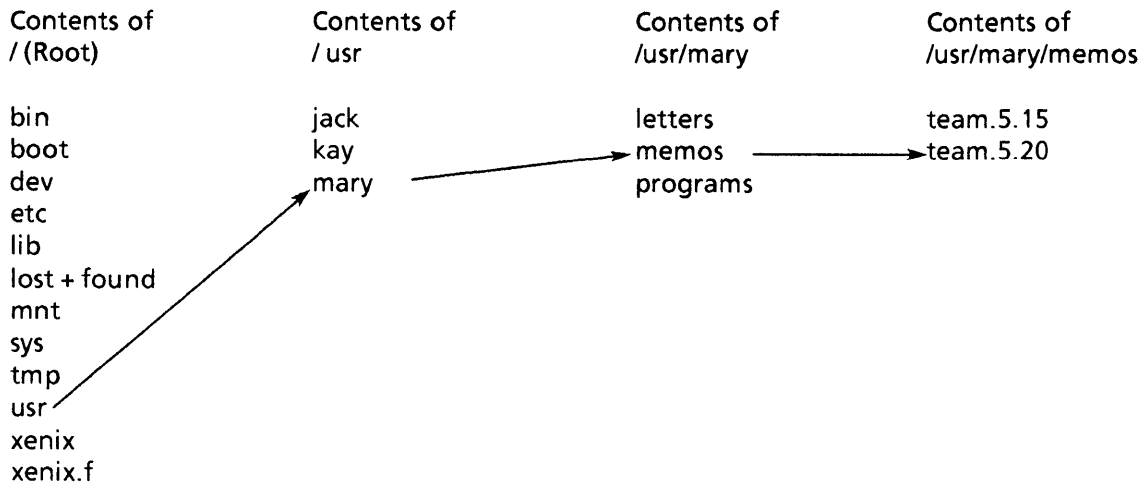 Contents of
/ (Root)
bin
boot
dev
etc
lib
lost + found
mnt
sys
tmp
usr
xenix
xenix.f
Contents of
/ usr
jack
kay
mary
Contents of
/usr/mary
letters
memos
programs
Contents of
/usr/mary/memos
team.5.15
team.5.20